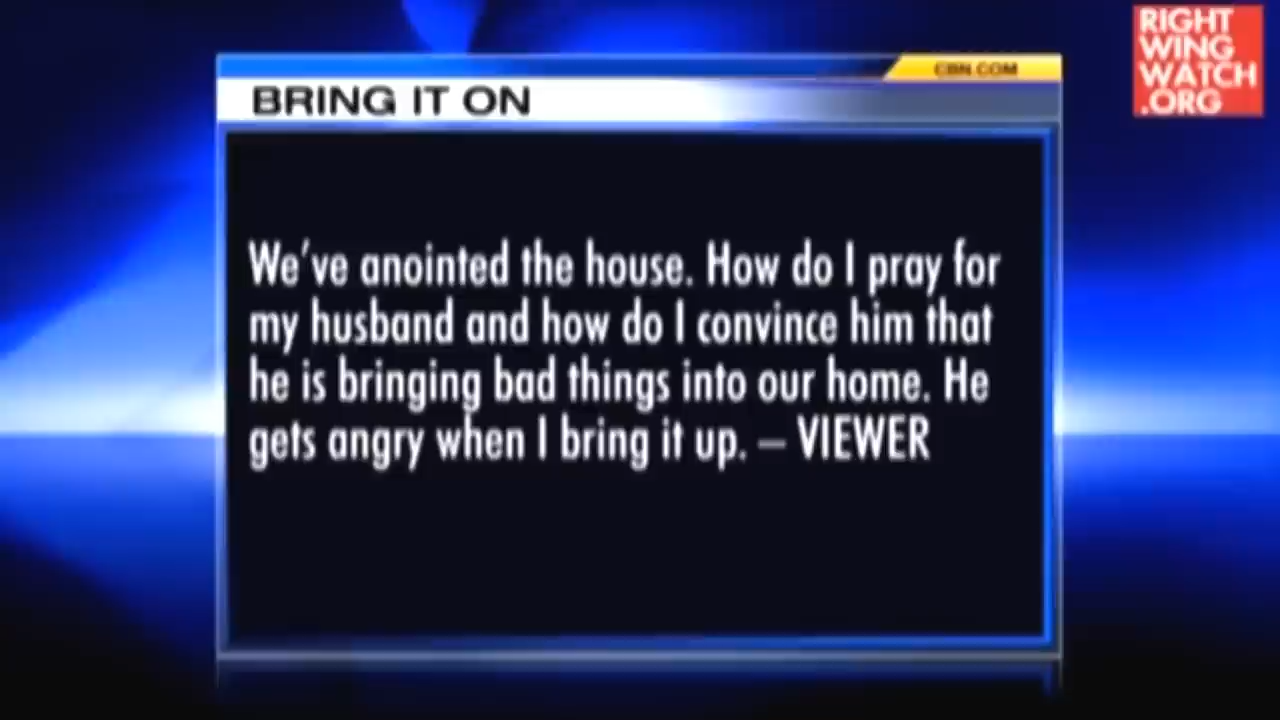 RIGHT
WING
WATCH
.ORG
CBN.COM
BRING IT ON
We've anointed the house. How do I pray for
my husband and how do I convince him that
he is bringing bad things into our home. He
gets angry when I bring it up. – VIEWER